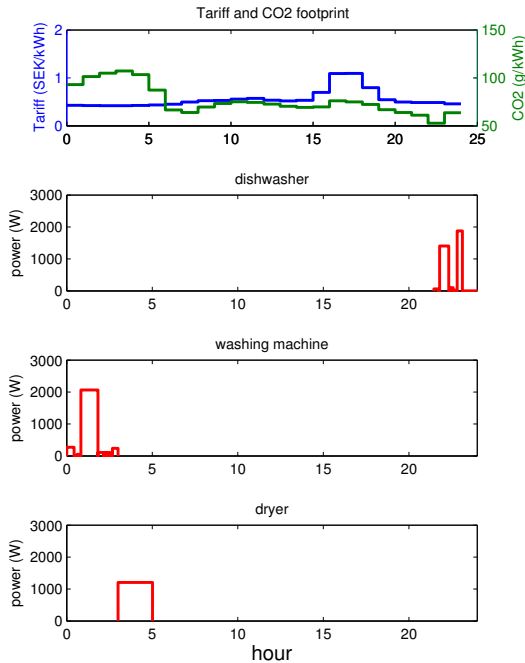 Tariff and CO2 footprint
Tariff (SEK/kWh)
2
1
0
150
100
50
CO2 (g/kWh)
0 5 10 15 20 25
dishwasher
power (W)
3000
2000
1000
0
0 5 10 15 20
washing machine
power (W)
3000
2000
1000
0
0 5 10 15 20
dryer
power (W)
3000
2000
1000
0
0 5 10 15 20
hour